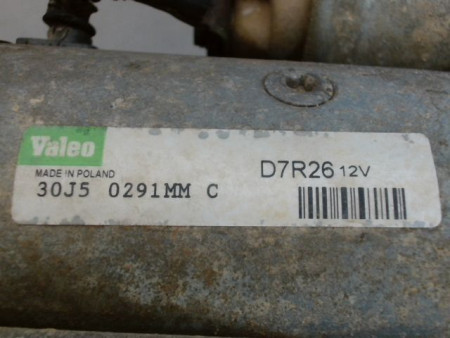 Valeo
MADE IN POLAND
30J5 0291MM C
D7R26 12V